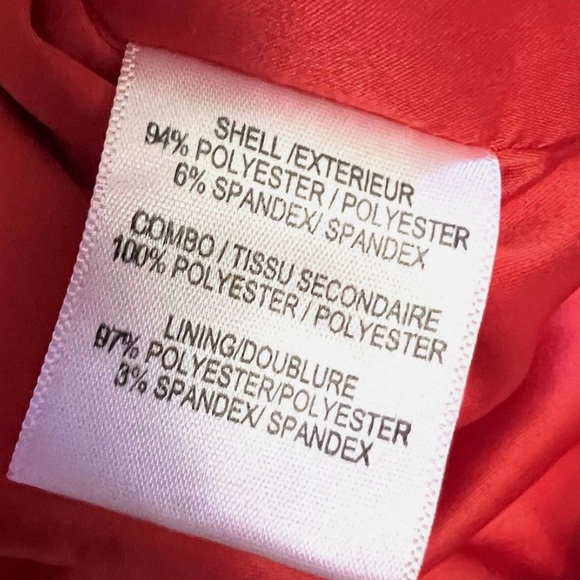 SHELL/EXTERIEUR
94% POLYESTER / POLYESTER
6% SPANDEX/ SPANDEX
COMBO / TISSU SECONDAIRE
100% POLYESTER / POLYESTER
LINING/DOUBLURE
97% POLYESTER/POLYESTER
3% SPANDEX/ SPANDEX